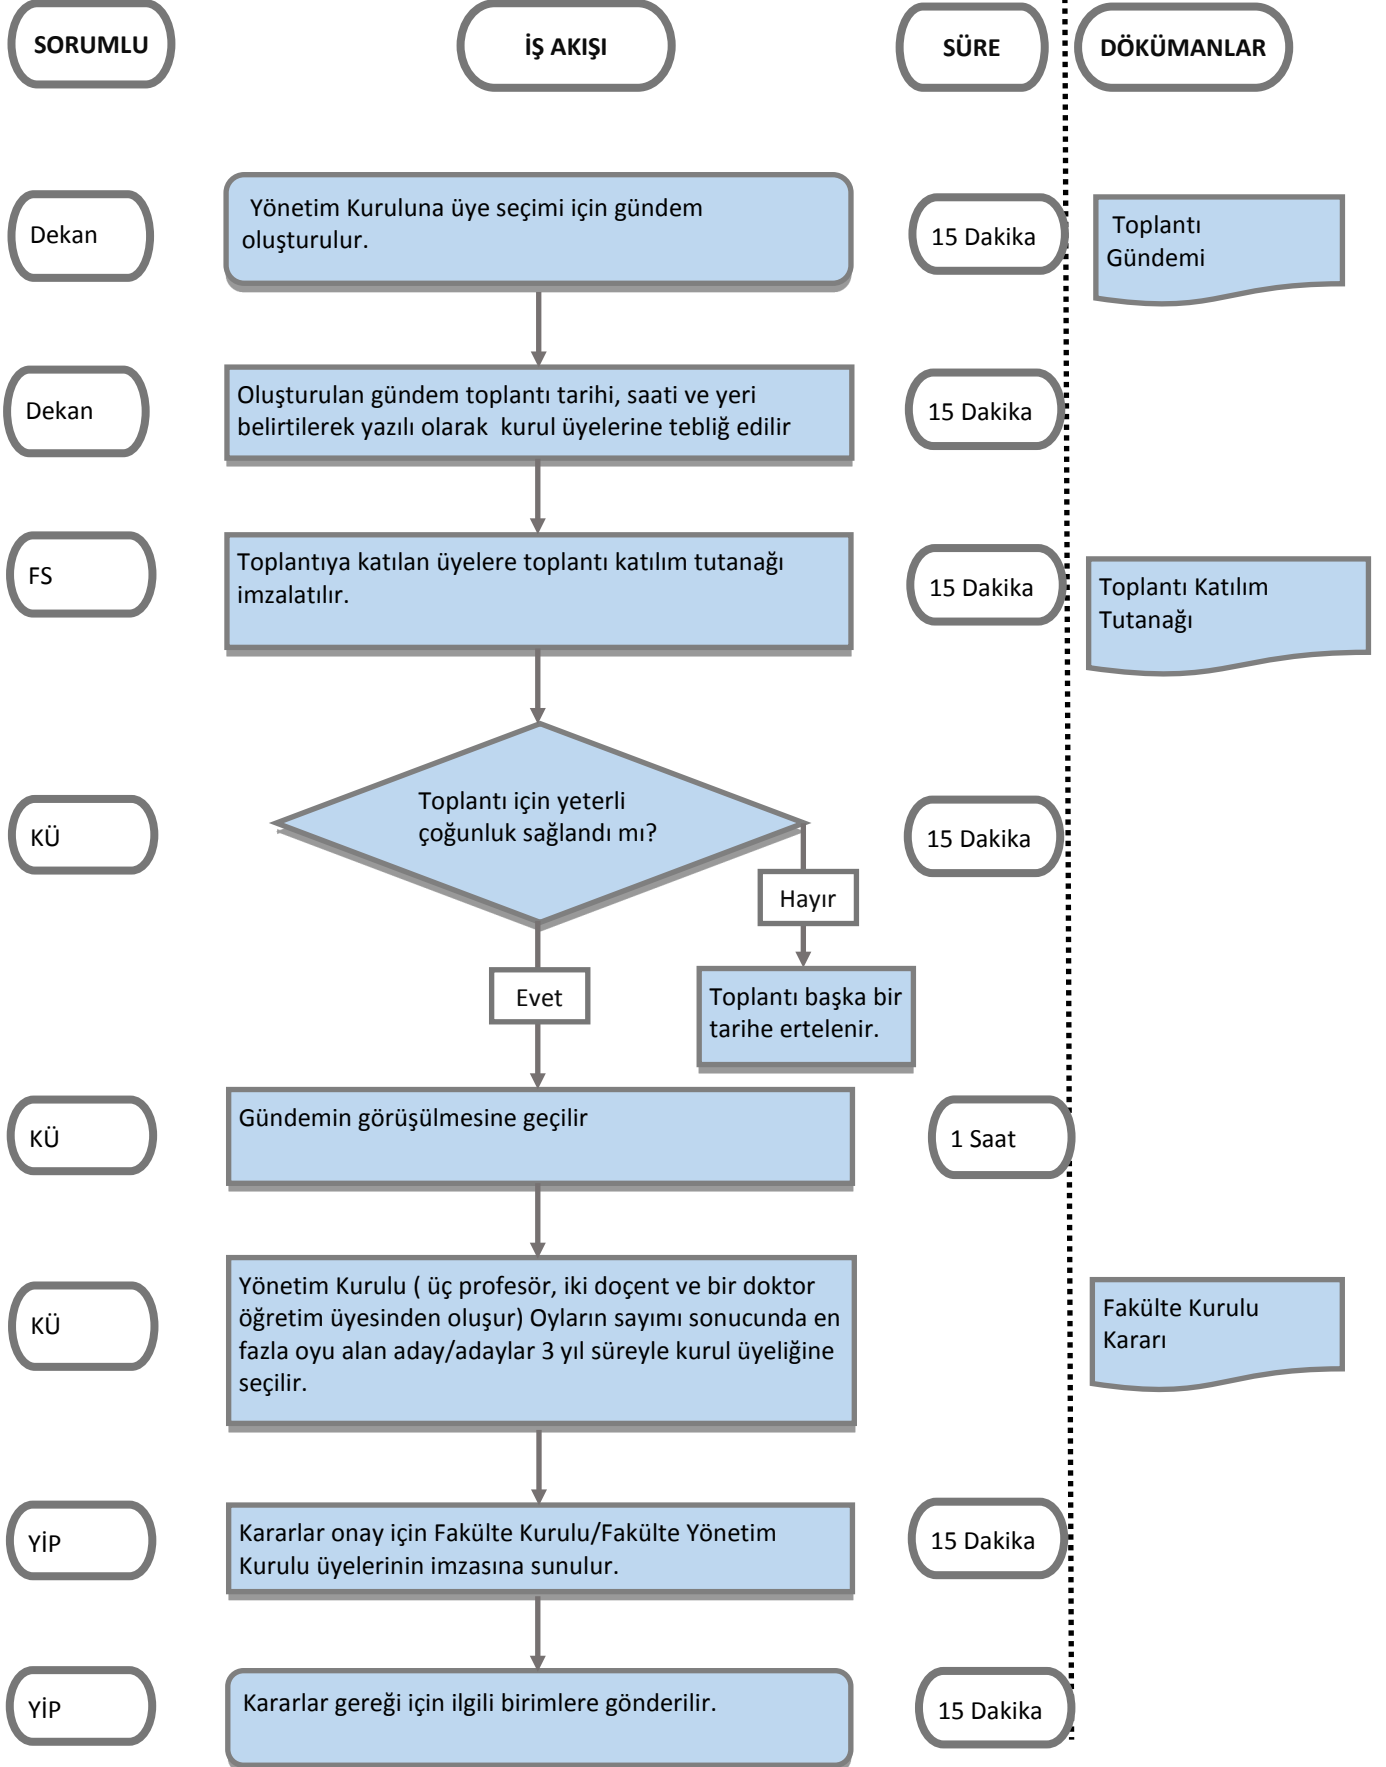 SORUMLU
İŞ AKIŞI
SÜRE
DÖKÜMANLAR
Dekan
Yönetim Kuruluna üye seçimi için gündem
oluşturulur.
15 Dakika
Toplantı
Gündemi
Dekan
Oluşturulan gündem toplantı tarihi, saati ve yeri
belirtilerek yazılı olarak kurul üyelerine tebliğ edilir
15 Dakika
FS
Toplantıya katılan üyelere toplantı katılım tutanağı
imzalatılır.
15 Dakika
Toplantı Katılım
Tutanağı
KÜ
Toplantı için yeterli
çoğunluk sağlandı mı?
15 Dakika
Hayır
Evet
Toplantı başka bir
tarihe ertelenir.
KÜ
Gündemin görüşülmesine geçilir
1 Saat
KÜ
Yönetim Kurulu ( üç profesör, iki doçent ve bir doktor
öğretim üyesinden oluşur) Oyların sayımı sonucunda en
fazla oyu alan aday/adaylar 3 yıl süreyle kurul üyeliğine
seçilir.
Fakülte Kurulu
Kararı
YİP
Kararlar onay için Fakülte Kurulu/Fakülte Yönetim
Kurulu üyelerinin imzasına sunulur.
15 Dakika
YİP
Kararlar gereği için ilgili birimlere gönderilir.
15 Dakika